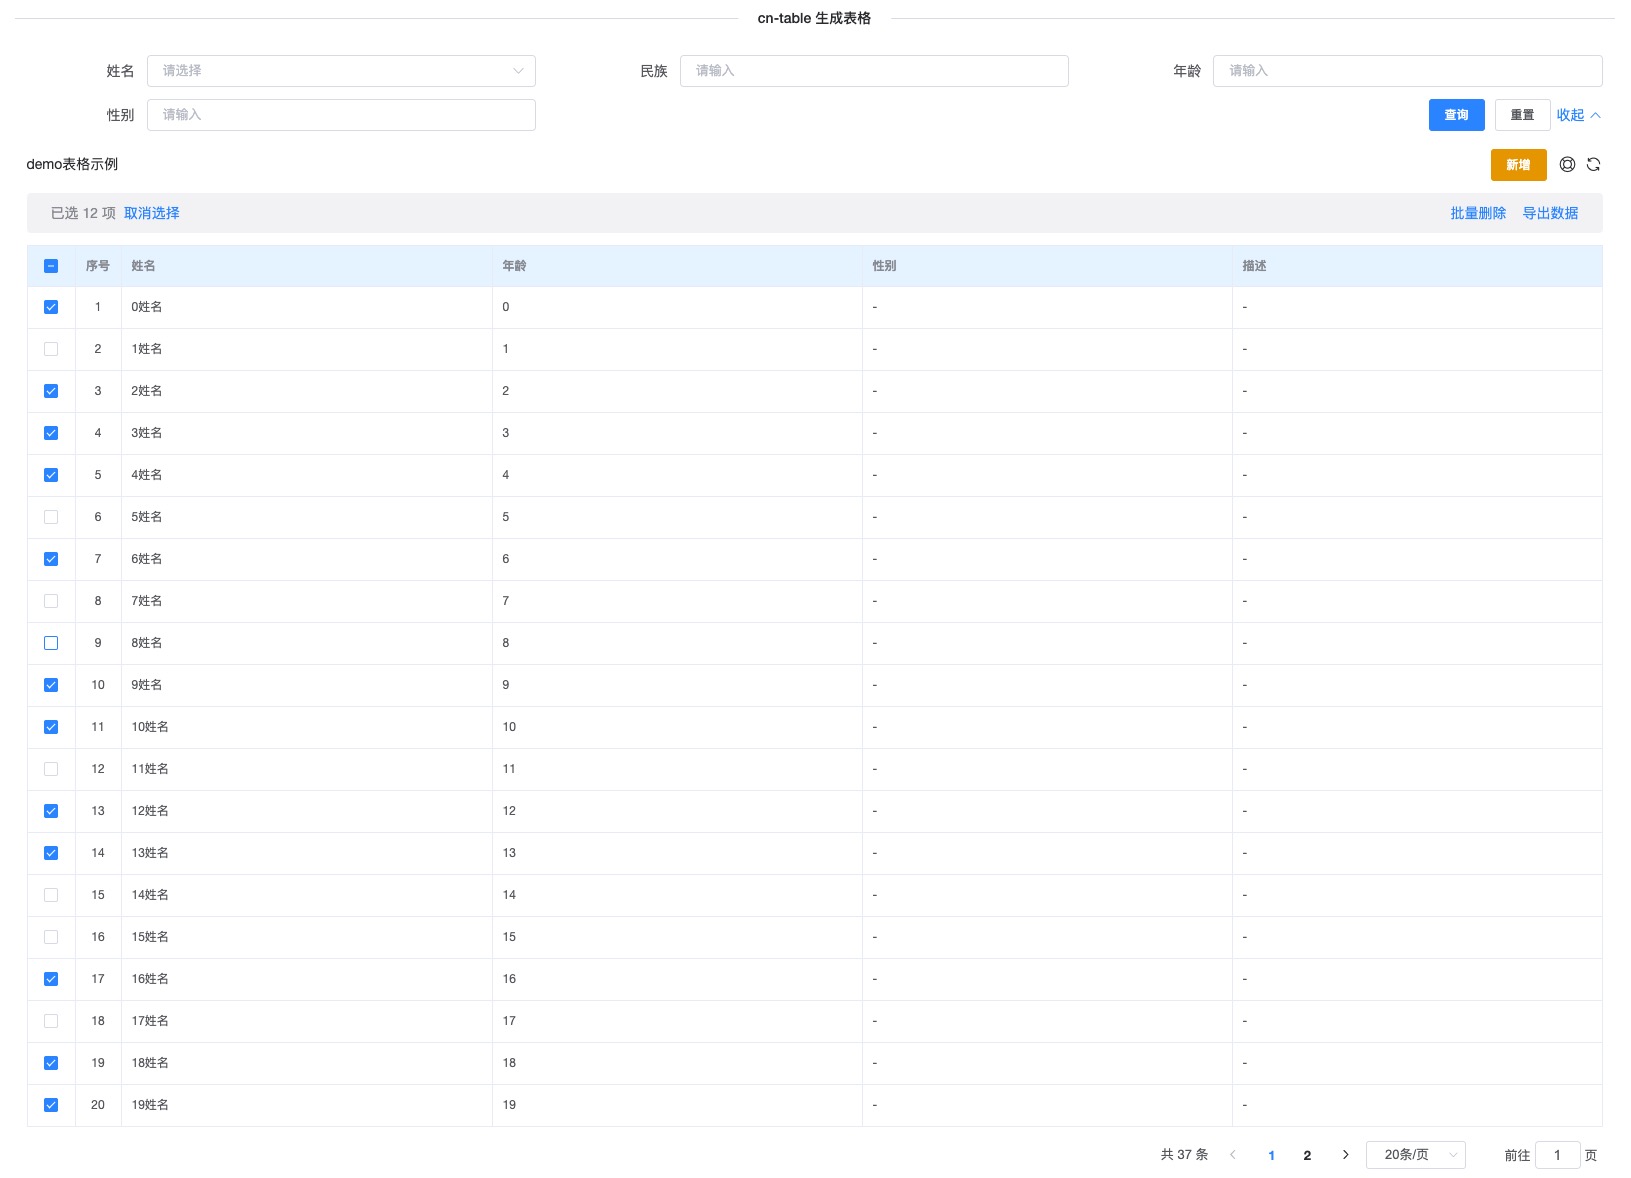 cn-table 生成表格
姓名 请选择 民族 请输入 年龄 请输入
性别 请输入 查询 重置 收起
demo表格示例 新增
已选 12 项 取消选择 批量删除 导出数据
序号 姓名 年龄 性别 描述
1 0姓名 0 - -
2 1姓名 1 - -
3 2姓名 2 - -
4 3姓名 3 - -
5 4姓名 4 - -
6 5姓名 5 - -
7 6姓名 6 - -
8 7姓名 7 - -
9 8姓名 8 - -
10 9姓名 9 - -
11 10姓名 10 - -
12 11姓名 11 - -
13 12姓名 12 - -
14 13姓名 13 - -
15 14姓名 14 - -
16 15姓名 15 - -
17 16姓名 16 - -
18 17姓名 17 - -
19 18姓名 18 - -
20 19姓名 19 - -
共 37 条 1 2 20条/页 前往 1 页